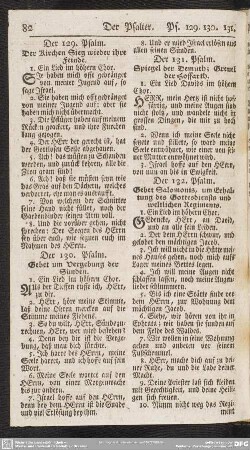 80 Der Psalter. Ps. 129. 130. 131.
Der 129. Psalm.
Der Kirchen Sieg wieder ihre
Feinde.
1. Ein Lied im höhern Chor.
Sie haben mich oft gedränget
von meiner Jugend auf, so
sage Israel.
2. Sie haben mich oft gedränget
von meiner Jugend auf: aber sie
haben mich nicht übermocht.
3. Die Pflüger haben auf meinem
Rücken geackert, und ihre Furchen
lang gezogen.
4. Der HErr der gerecht ist, hat
der Gottlosen Seile abgehauen.
5. Ach! daß müßten zu Schanden
werden, und zurück kehren, alle die
Zion gram sind!
6. Ach! daß sie müßten seyn wie
das Gras auf den Dächern, welches
verdorret, ehe man es ausrauft.
7. Von welchen der Schnitter
seine Hand nicht füllet, noch der
Garbenbinder seinen Arm voll.
8. Und die vorüber gehen, nicht
sprechen: Der Seegen des HErrn
sey über euch, wir segnen euch im
Nahmen des HErrn.
Der 130. Psalm.
Gebet um Vergebung der
Sünden.
1. Ein Lied im höhern Chor.
Aus der Tieffen ruffe ich, HErr,
zu dir.
2. HErr, höre meine Stimme,
laß deine Ohren mercken auf die
Stimme meines Flehens.
3. So du wilt, HErr, Sünde zu-
rechnen, HErr, wer wird bestehen?
4. Denn bey dir ist die Verge-
bung, daß man dich fürchte.
5. Ich harre des HErrn, meine
Seele harret, und ich hoffe auf sein
Wort.
6. Meine Seele wartet auf den
HErrn, von einer Morgenwache
bis zur andern.
7. Israel hoffe auf den HErrn,
denn bey dem HErrn ist die Gnade
und viel Erlösung bey ihm.
8. Und er wird Israel erlösen aus
allen seinen Sünden.
Der 131. Psalm.
Spiegel der Demuth: Greuel
der Hoffarth.
1. Ein Lied Davids im höhern
Chor.
HErr, mein Hertz ist nicht hof-
färtig, und meine Augen sind
nicht stoltz, und wandele nicht in
grossen Dingen, die mir zu hoch
sind.
2. Wenn ich meine Seele nicht
setzete und stillete, so ward meine
Seele entwöhnet, wie einer von sei-
ner Mutter entwöhnet wird.
3. Israel hoffe auf den HErrn,
von nun an bis in Ewigkeit.
Der 132. Psalm.
Gebet Salomonis, um Erhal-
tung des Gottesdiensts und
weltlichen Regiments.
1. Ein Lied im höhern Chor.
Gedencke, HErr, an David,
und an alle sein Leiden.
2. Der dem HErrn schwur, und
gelobet dem mächtigen Jacob.
3. Ich will nicht in die Hütte mei-
nes Hauses gehen, noch mich aufs
Lager meines Bettes legen.
4. Ich will meine Augen nicht
schlaffen lassen, noch meine Augen-
lieder schlummern.
5. Bis ich eine Stäte finde vor
dem HErrn, zur Wohnung dem
mächtigen Jacob.
6. Siehe, wir hören von ihr in
Ephrata: wir haben sie funden auf
dem Felde des Waldes.
7. Wir wollen in seine Wohnung
gehen und anbeten vor seinem
Fußschemel.
8. HErr, mache dich auf zu dei-
ner Ruhe, du und die Lade deiner
Macht.
9. Deine Priester laß sich kleiden
mit Gerechtigkeit, und deine Heili-
gen sich freuen.
10. Nimm nicht weg das Regi-
ment